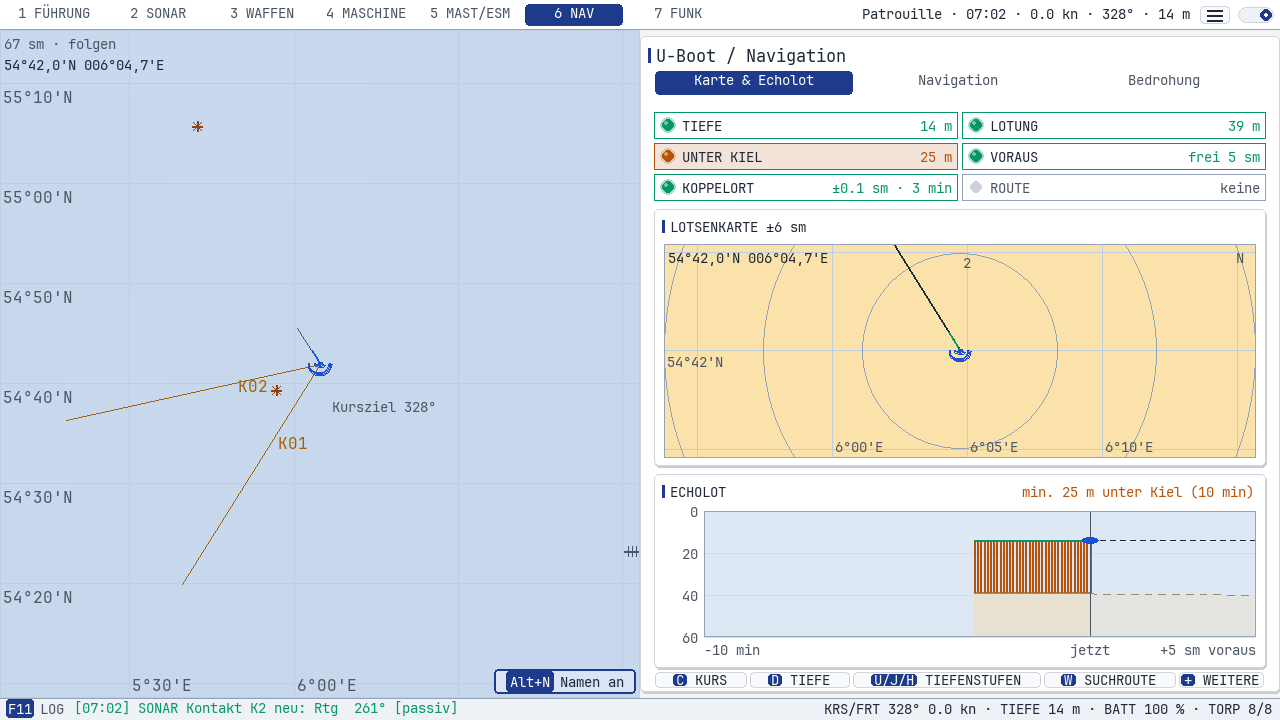 1 FÜHRUNG 2 SONAR 3 WAFFEN 4 MASCHINE 5 MAST/ESM 6 NAV 7 FUNK Patrouille · 07:02 · 0.0 kn · 328° · 14 m
67 sm · folgen
54°42,0'N 006°04,7'E
55°10'N
55°00'N
54°50'N
54°40'N
54°30'N
54°20'N
K02
K01
Kursziel 328°
5°30'E 6°00'E
Alt+N Namen an
U-Boot / Navigation
Karte & Echolot Navigation Bedrohung
TIEFE 14 m LOTUNG 39 m
UNTER KIEL 25 m VORAUS frei 5 sm
KOPPELORT ±0.1 sm · 3 min ROUTE keine
LOTSENKARTE ±6 sm
54°42,0'N 006°04,7'E 2 N
54°42'N
6°00'E 6°05'E 6°10'E
ECHOLOT min. 25 m unter Kiel (10 min)
0
20
40
60
-10 min jetzt +5 sm voraus
C KURS D TIEFE U/J/H TIEFENSTUFEN W SUCHROUTE + WEITERE
F11 LOG [07:02] SONAR Kontakt K2 neu: Rtg 261° [passiv] KRS/FRT 328° 0.0 kn · TIEFE 14 m · BATT 100 % · TORP 8/8